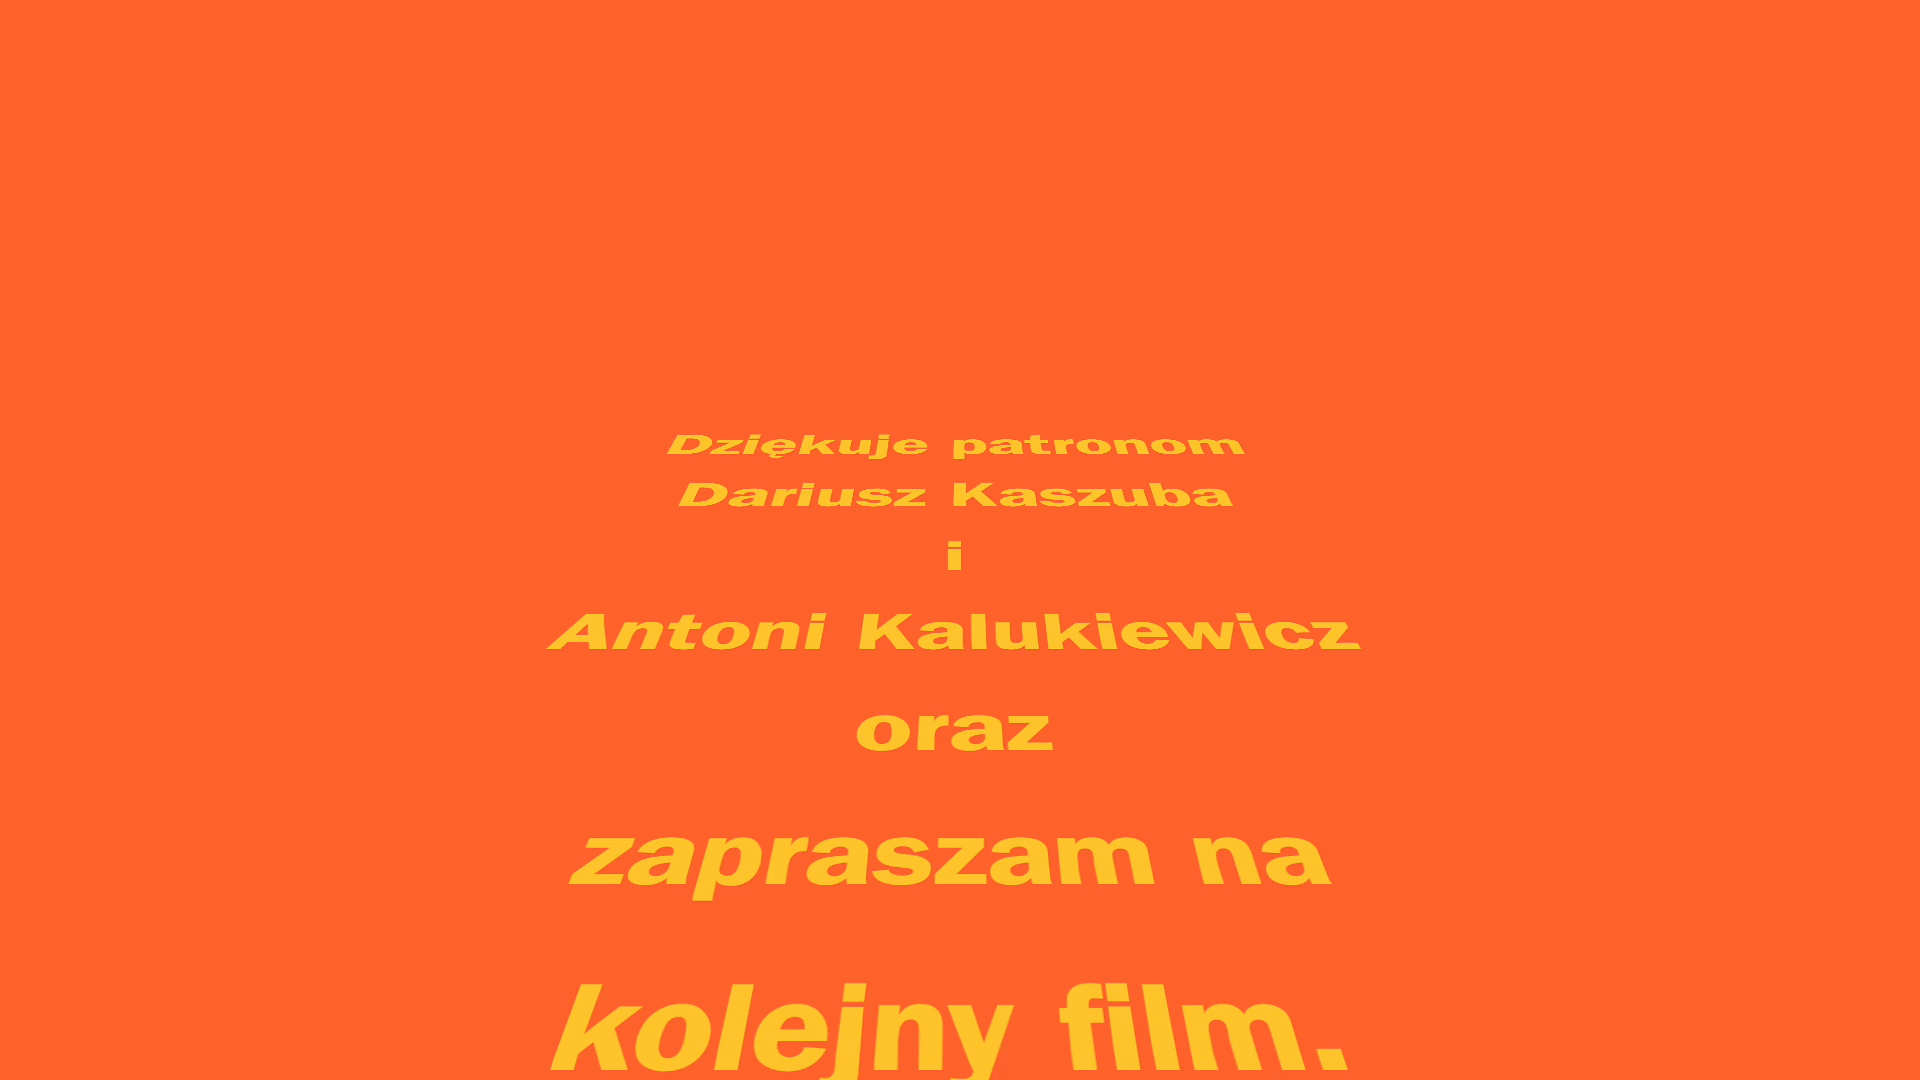 Dziękuje patronom
Dariusz Kaszuba
i
Antoni Kalukiewicz
oraz
zapraszam na
kolejny film.